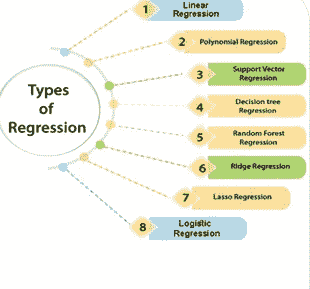 1 Linear
Regression
2 Polynomial Regression
3 Support Vector
Regression
Types
of
Regression
4 Decision tree
Regression
5 Random Forest
Regression
6 Ridge Regression
7 Lasso Regression
8 Logistic
Regression